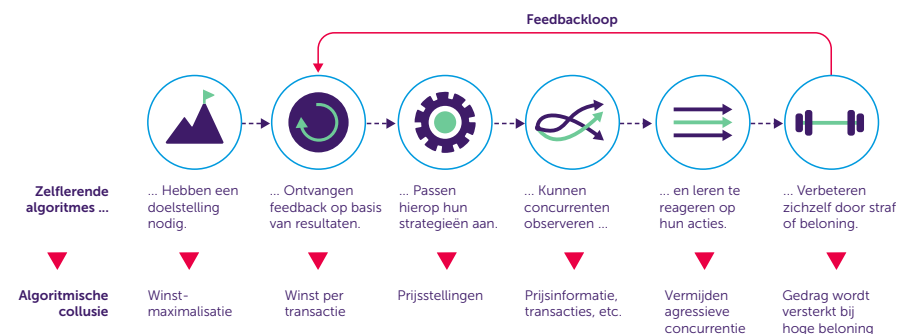 Feedbackloop
Zelflerende
algoritmes ...
... Hebben een
doelstelling
nodig.
... Ontvangen
feedback op basis
van resultaten.
... Passen
hierop hun
strategieën aan.
... Kunnen
concurrenten
observeren ...
... en leren te
reageren op
hun acties.
... Verbeteren
zichzelf door straf
of beloning.
Algoritmische
collusie
Winst-
maximalisatie
Winst per
transactie
Prijsstellingen
Prijsinformatie,
transacties, etc.
Vermijden
agressieve
concurrentie
Gedrag wordt
versterkt bij
hoge beloning